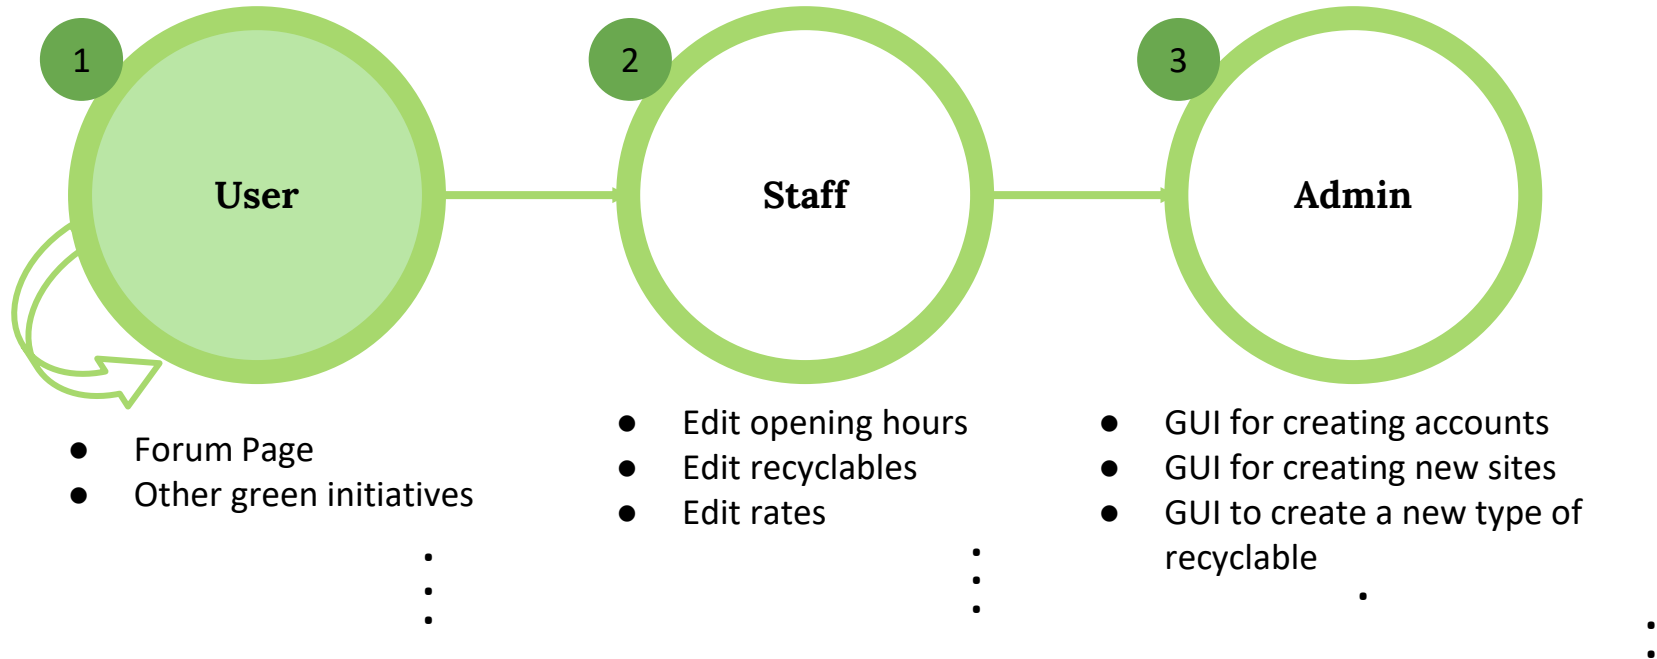 1
User
● Forum Page
● Other green initiatives
.
.
.
2
Staff
● Edit opening hours
● Edit recyclables
● Edit rates
.
.
.
3
Admin
● GUI for creating accounts
● GUI for creating new sites
● GUI to create a new type of
recyclable
.
.
.